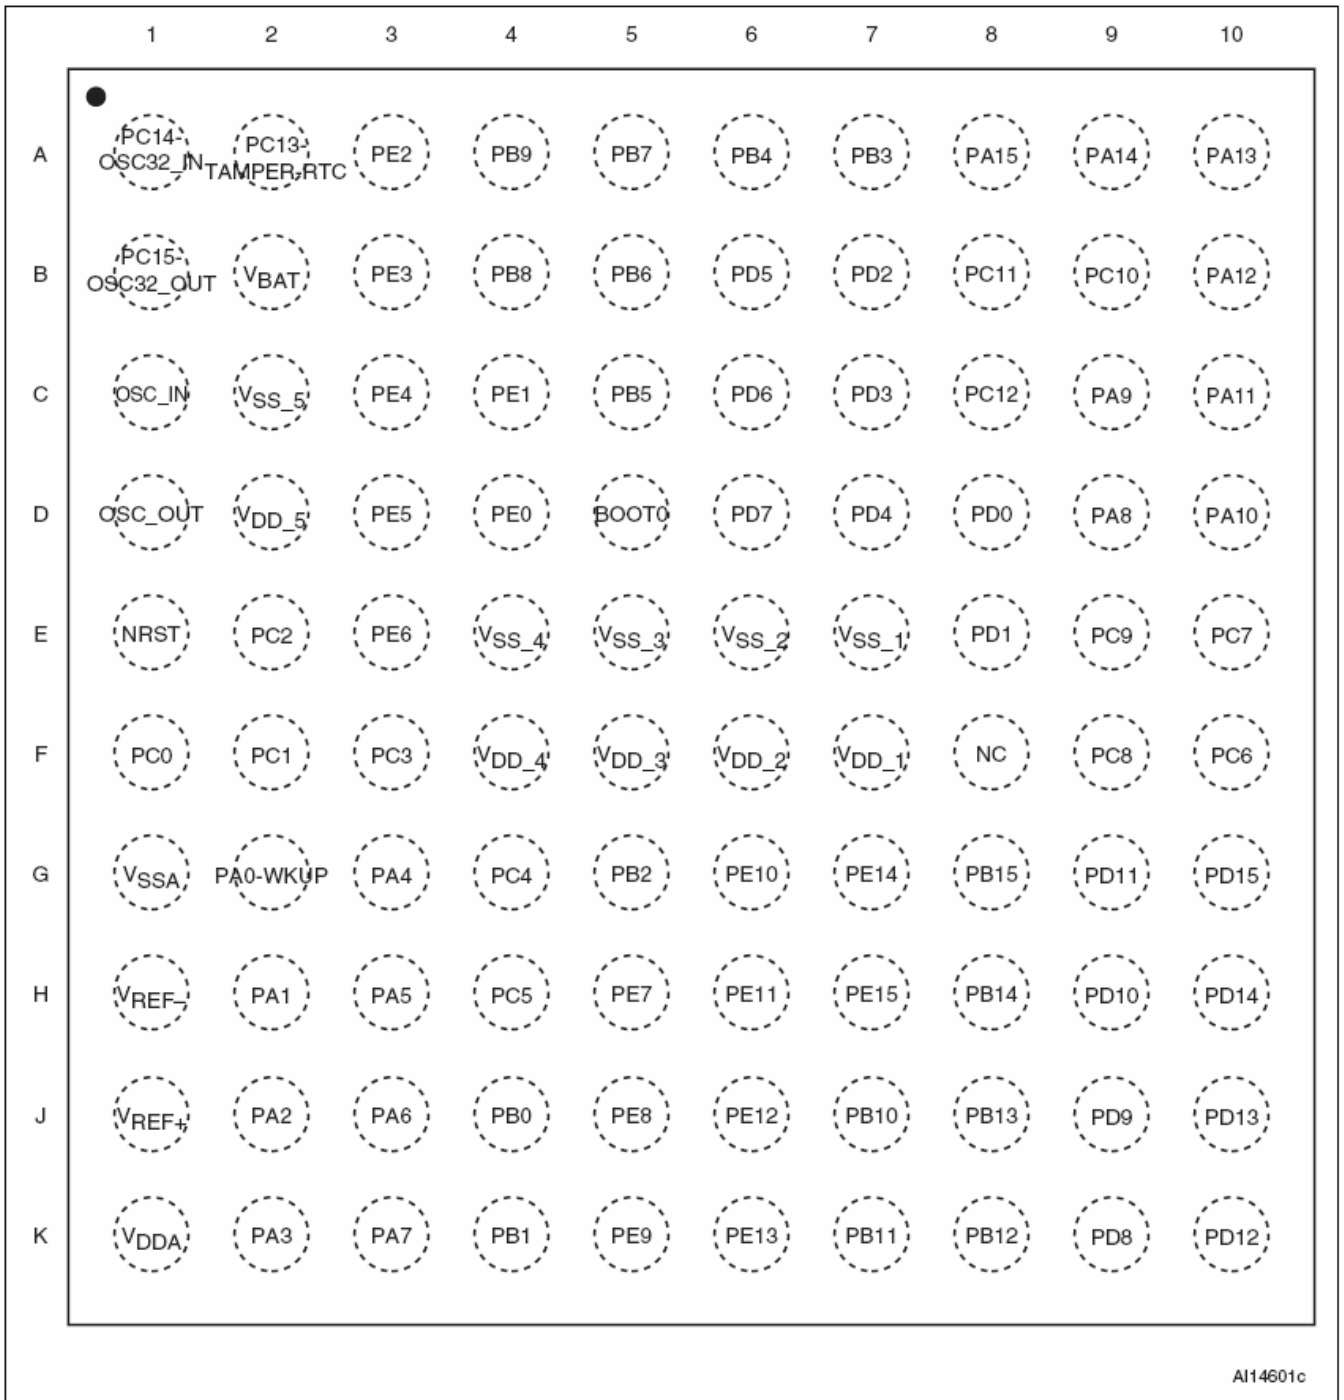 1 2 3 4 5 6 7 8 9 10
A PC14-OSC32_IN PC13-TAMPER-RTC PE2 PB9 PB7 PB4 PB3 PA15 PA14 PA13
B PC15-OSC32_OUT VBAT PE3 PB8 PB6 PD5 PD2 PC11 PC10 PA12
C OSC_IN VSS_5 PE4 PE1 PB5 PD6 PD3 PC12 PA9 PA11
D OSC_OUT VDD_5 PE5 PE0 BOOT0 PD7 PD4 PD0 PA8 PA10
E NRST PC2 PE6 VSS_4 VSS_3 VSS_2 VSS_1 PD1 PC9 PC7
F PC0 PC1 PC3 VDD_4 VDD_3 VDD_2 VDD_1 NC PC8 PC6
G VSSA PA0-WKUP PA4 PC4 PB2 PE10 PE14 PB15 PD11 PD15
H VREF– PA1 PA5 PC5 PE7 PE11 PE15 PB14 PD10 PD14
J VREF+ PA2 PA6 PB0 PE8 PE12 PB10 PB13 PD9 PD13
K VDDA PA3 PA7 PB1 PE9 PE13 PB11 PB12 PD8 PD12
AI14601c